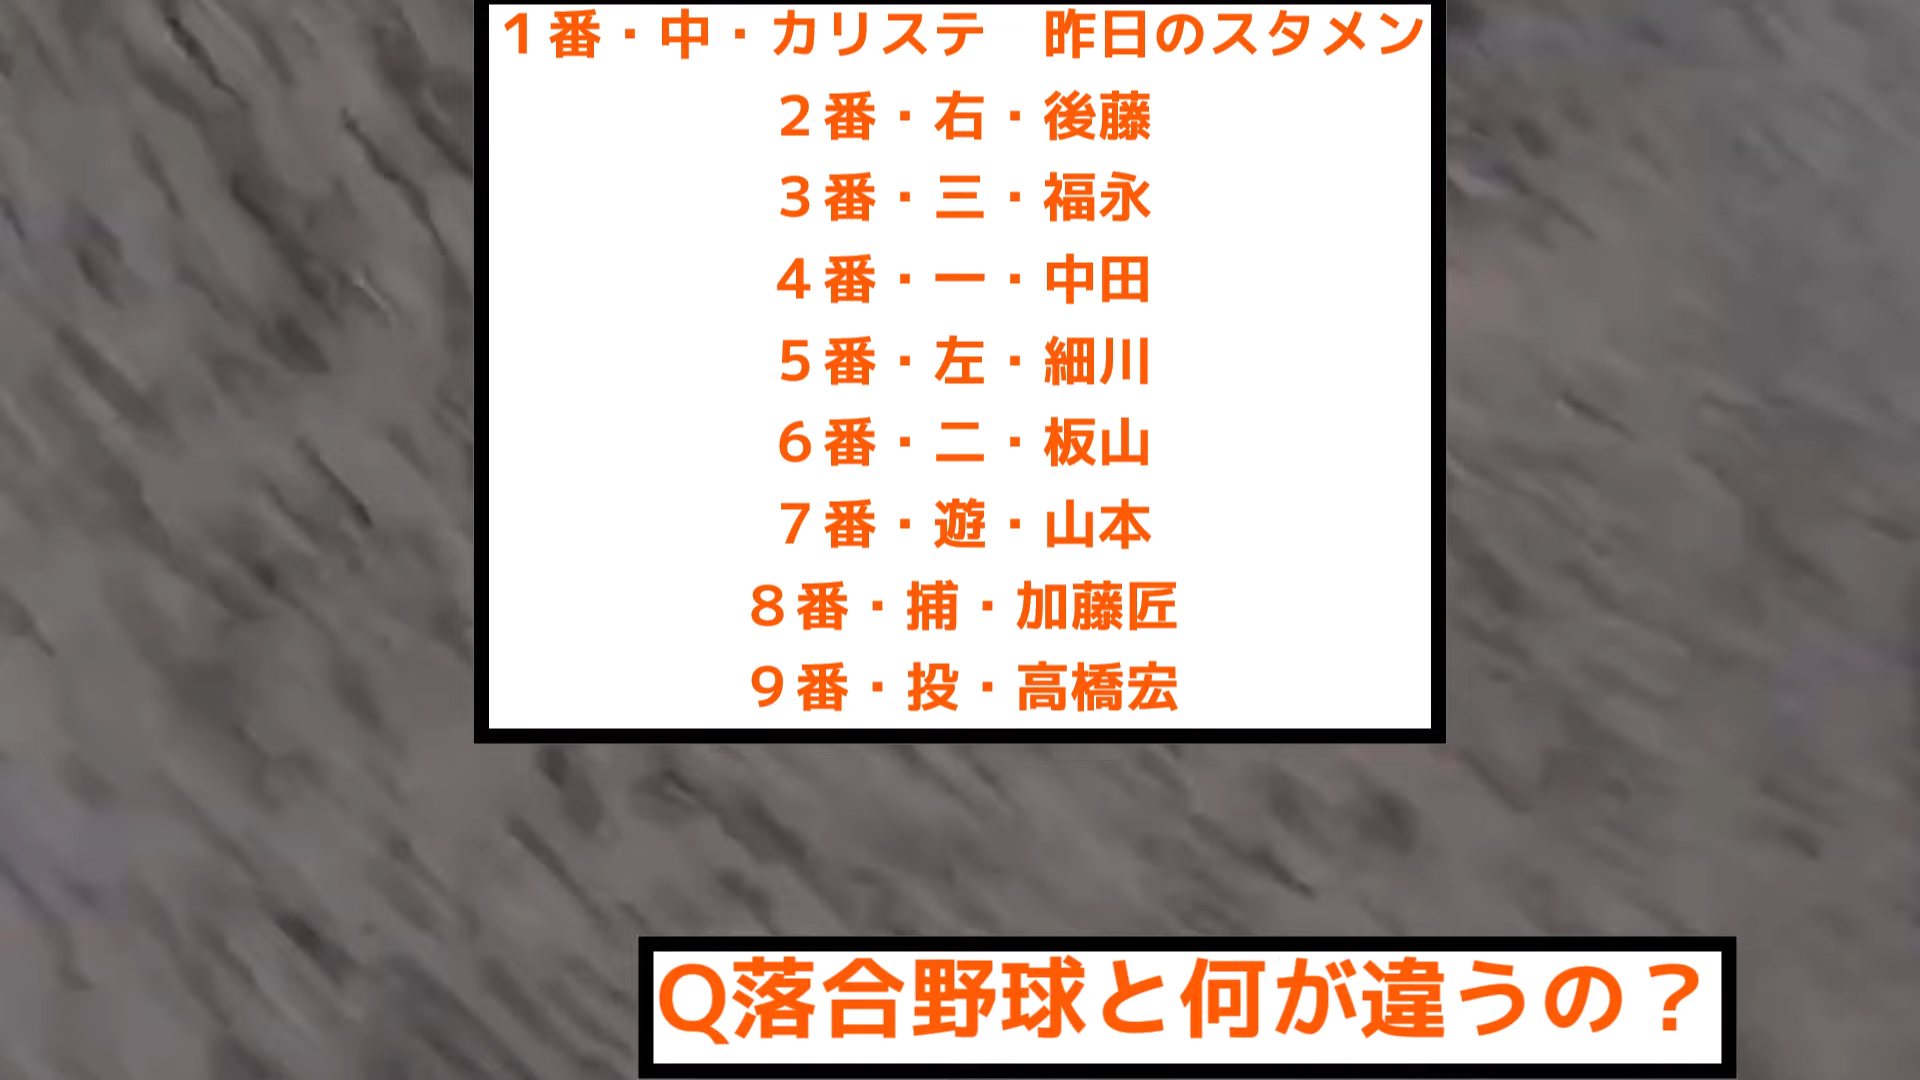 １番・中・カリステ　昨日のスタメン
２番・右・後藤
３番・三・福永
４番・一・中田
５番・左・細川
６番・二・板山
７番・遊・山本
８番・捕・加藤匠
９番・投・高橋宏
Q落合野球と何が違うの？